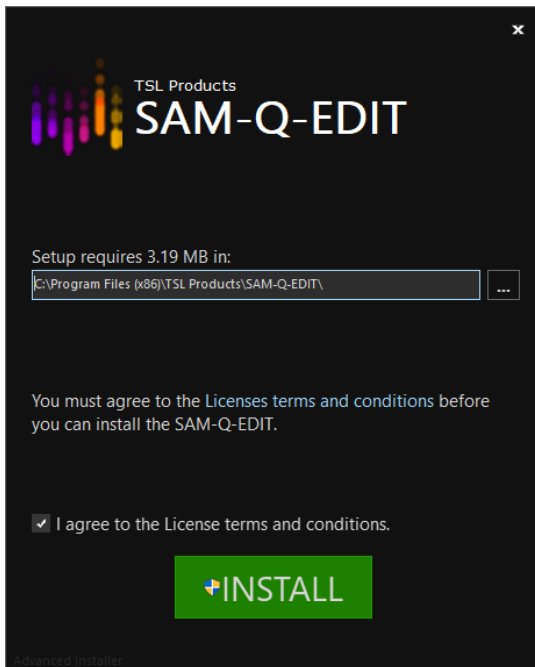 TSL Products
SAM-Q-EDIT
Setup requires 3.19 MB in:
C:\Program Files (x86)\TSL Products\SAM-Q-EDIT\
...
You must agree to the Licenses terms and conditions before
you can install the SAM-Q-EDIT.
I agree to the License terms and conditions.
INSTALL
Advanced Installer